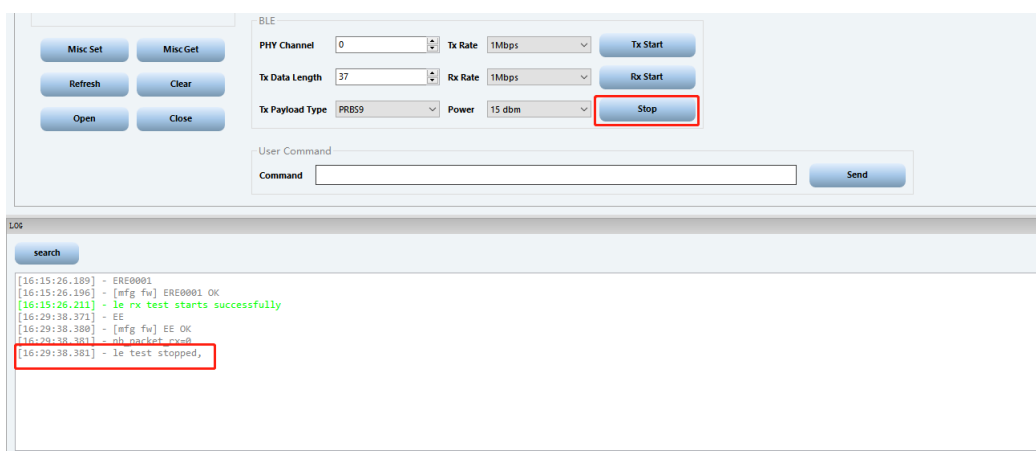 BLE
Misc Set Misc Get PHY Channel 0 Tx Rate 1Mbps Tx Start
Refresh Clear Tx Data Length 37 Rx Rate 1Mbps Rx Start
Open Close Tx Payload Type PRBS9 Power 15 dbm Stop
User Command
Command Send
LOG
search
[16:15:26.189] - ERE0001
[16:15:26.196] - [mfg fw] ERE0001 OK
[16:15:26.211] - le rx test starts successfully
[16:29:38.371] - EE
[16:29:38.380] - [mfg fw] EE OK
[16:29:38.381] - nb_packet_rx=0
[16:29:38.381] - le test stopped,